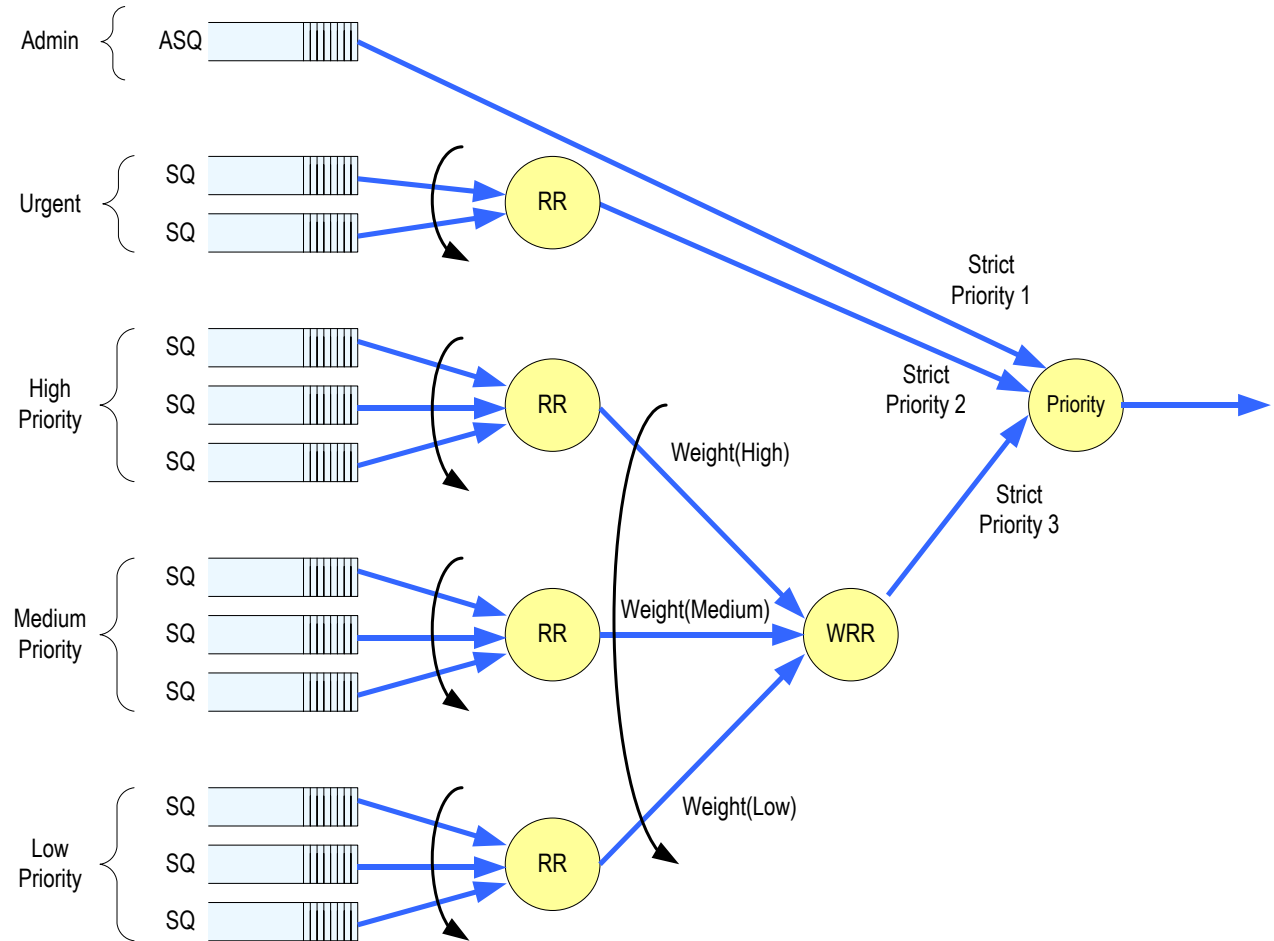 Admin
ASQ
Urgent
SQ
SQ
RR
Strict
Priority 1
High
Priority
SQ
SQ
SQ
RR
Strict
Priority 2
Priority
Weight(High)
Strict
Priority 3
Medium
Priority
SQ
SQ
SQ
RR
Weight(Medium)
WRR
Low
Priority
SQ
SQ
SQ
RR
Weight(Low)